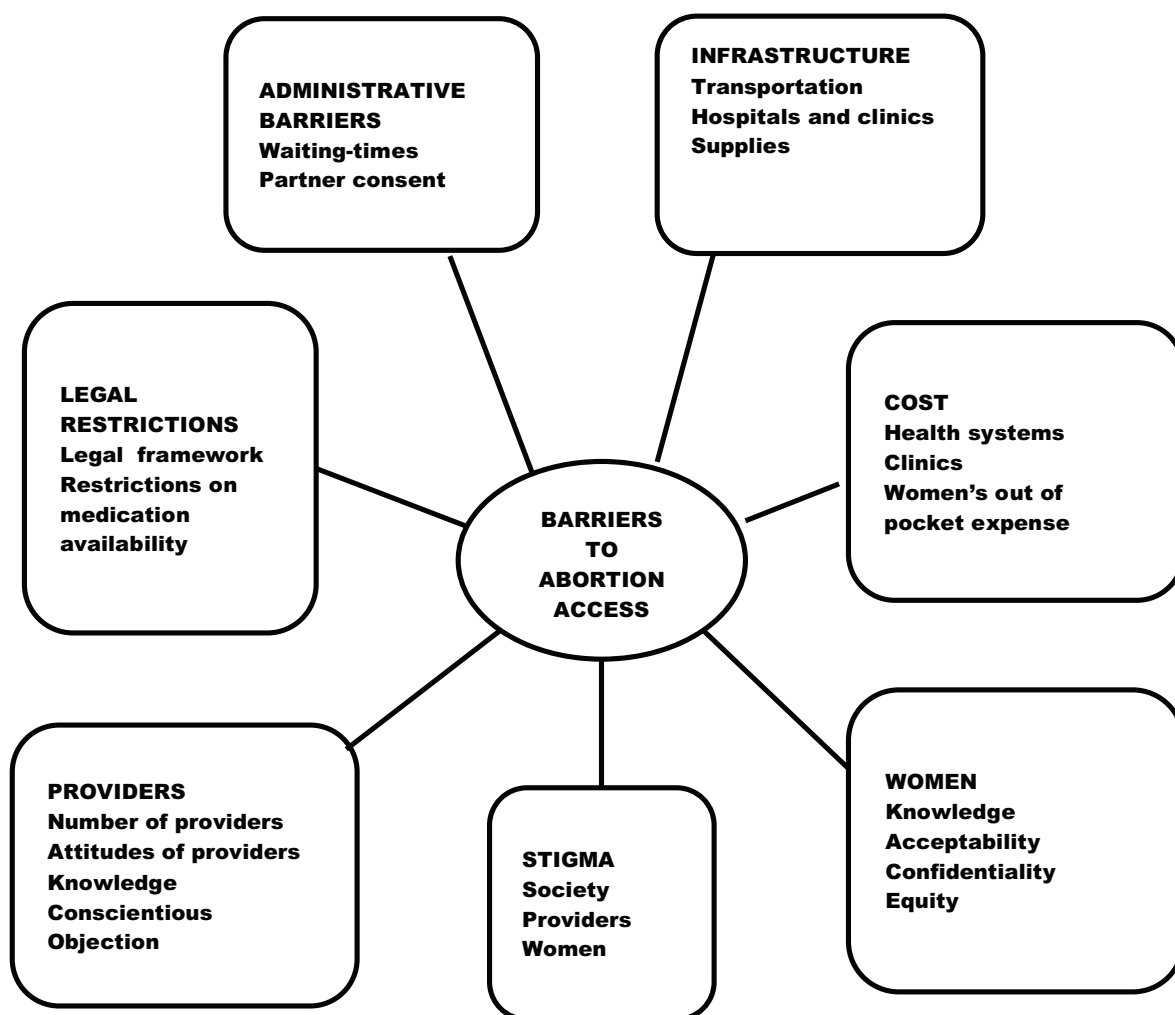 ADMINISTRATIVE
BARRIERS
Waiting-times
Partner consent
INFRASTRUCTURE
Transportation
Hospitals and clinics
Supplies
LEGAL
RESTRICTIONS
Legal framework
Restrictions on
medication
availability
COST
Health systems
Clinics
Women’s out of
pocket expense
BARRIERS
TO
ABORTION
ACCESS
PROVIDERS
Number of providers
Attitudes of providers
Knowledge
Conscientious
Objection
STIGMA
Society
Providers
Women
WOMEN
Knowledge
Acceptability
Confidentiality
Equity